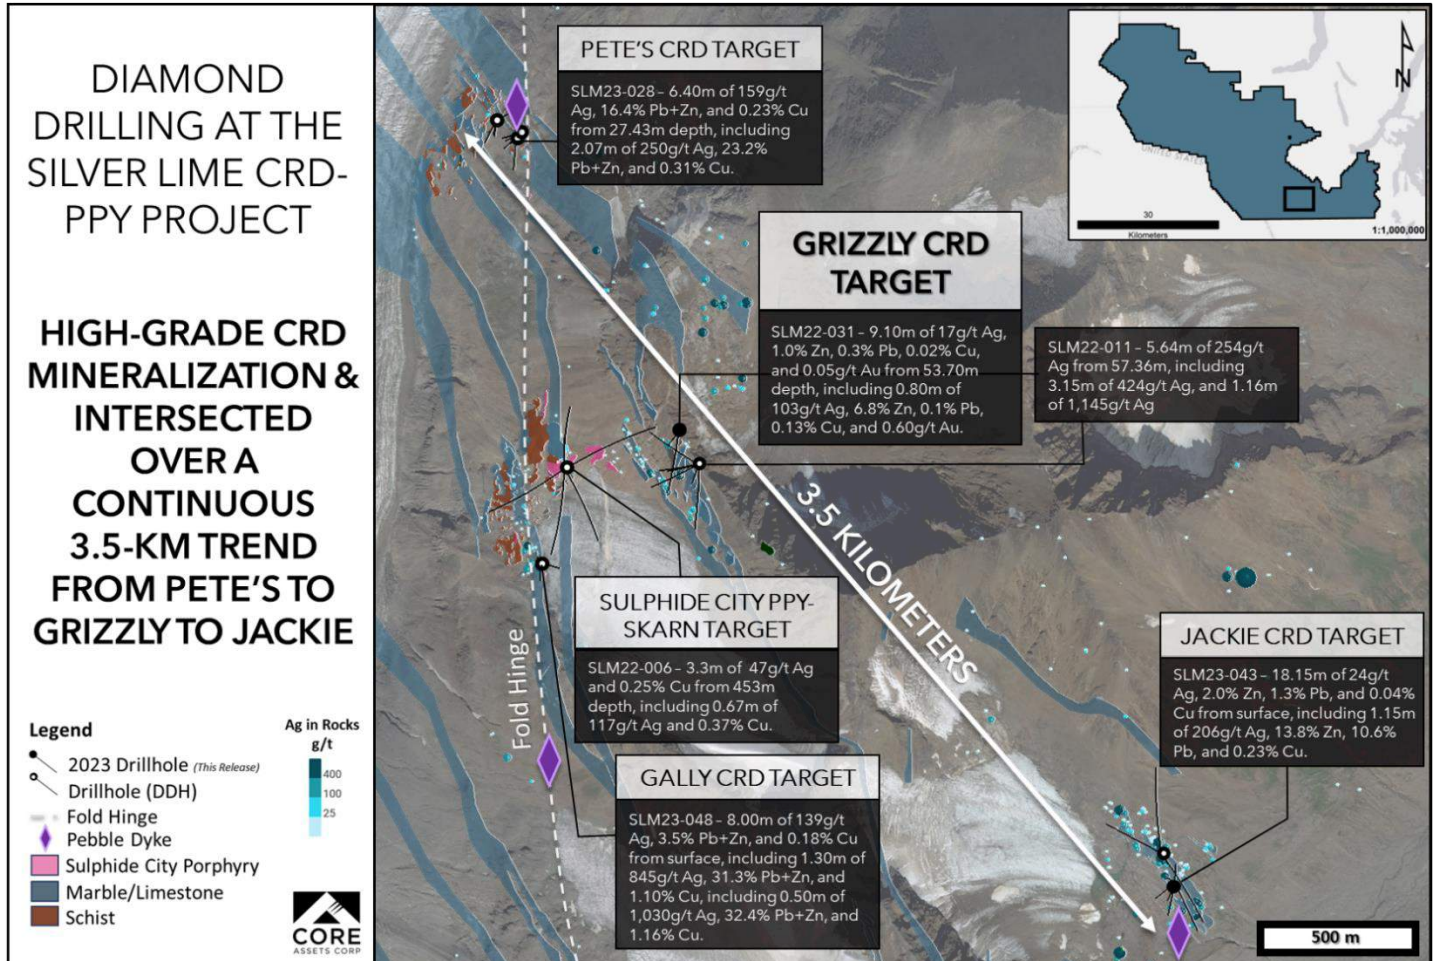 DIAMOND
DRILLING AT THE
SILVER LIME CRD-
PPY PROJECT
HIGH-GRADE CRD
MINERALIZATION &
INTERSECTED
OVER A
CONTINUOUS
3.5-KM TREND
FROM PETE'S TO
GRIZZLY TO JACKIE
Legend
2023 Drillhole (This Release)
Drillhole (DDH)
Fold Hinge
Pebble Dyke
Sulphide City Porphyry
Marble/Limestone
Schist
Ag in Rocks
g/t
400
100
25
CORE
ASSETS CORP
PETE'S CRD TARGET
SLM23-028 – 6.40m of 159g/t
Ag, 16.4% Pb+Zn, and 0.23% Cu
from 27.43m depth, including
2.07m of 250g/t Ag, 23.2%
Pb+Zn, and 0.31% Cu.
UNITED STATES
N
30
Kilometers
1:1,000,000
GRIZZLY CRD
TARGET
SLM22-031 – 9.10m of 17g/t Ag,
1.0% Zn, 0.3% Pb, 0.02% Cu,
and 0.05g/t Au from 53.70m
depth, including 0.80m of
103g/t Ag, 6.8% Zn, 0.1% Pb,
0.13% Cu, and 0.60g/t Au.
SLM22-011 – 5.64m of 254g/t
Ag from 57.36m, including
3.15m of 424g/t Ag, and 1.16m
of 1,145g/t Ag
3.5 KILOMETERS
Fold Hinge
SULPHIDE CITY PPY-
SKARN TARGET
SLM22-006 – 3.3m of 47g/t Ag
and 0.25% Cu from 453m
depth, including 0.67m of
117g/t Ag and 0.37% Cu.
JACKIE CRD TARGET
SLM23-043 – 18.15m of 24g/t
Ag, 2.0% Zn, 1.3% Pb, and 0.04%
Cu from surface, including 1.15m
of 206g/t Ag, 13.8% Zn, 10.6%
Pb, and 0.23% Cu.
GALLY CRD TARGET
SLM23-048 – 8.00m of 139g/t
Ag, 3.5% Pb+Zn, and 0.18% Cu
from surface, including 1.30m of
845g/t Ag, 31.3% Pb+Zn, and
1.10% Cu, including 0.50m of
1,030g/t Ag, 32.4% Pb+Zn, and
1.16% Cu.
500 m